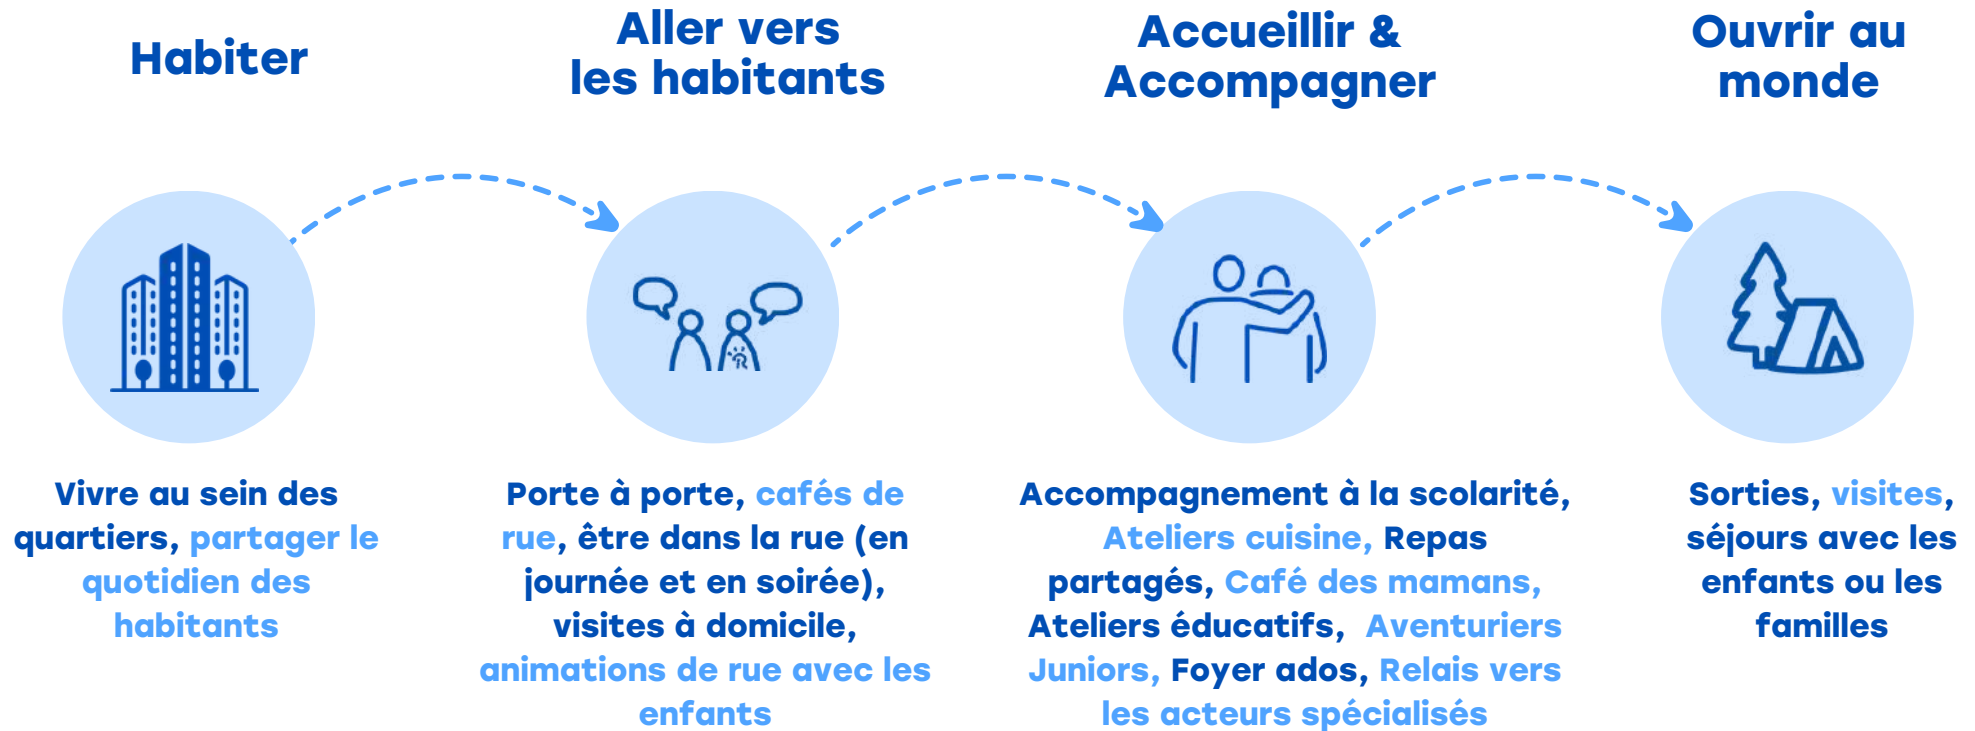 Habiter
Aller vers
les habitants
Accueillir &
Accompagner
Ouvrir au
monde
Vivre au sein des
quartiers, partager le
quotidien des
habitants
Porte à porte, cafés de
rue, être dans la rue (en
journée et en soirée),
visites à domicile,
animations de rue avec les
enfants
Accompagnement à la scolarité,
Ateliers cuisine, Repas
partagés, Café des mamans,
Ateliers éducatifs, Aventuriers
Juniors, Foyer ados, Relais vers
les acteurs spécialisés
Sorties, visites,
séjours avec les
enfants ou les
familles